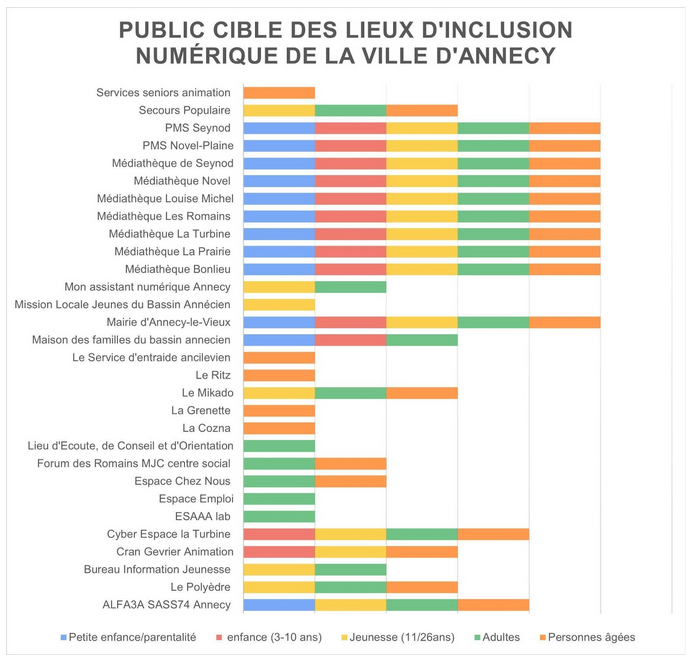 PUBLIC CIBLE DES LIEUX D'INCLUSION
NUMÉRIQUE DE LA VILLE D'ANNECY
Services seniors animation
Secours Populaire
PMS Seynod
PMS Novel-Plaine
Médiathèque de Seynod
Médiathèque Novel
Médiathèque Louise Michel
Médiathèque Les Romains
Médiathèque La Turbine
Médiathèque La Prairie
Médiathèque Bonlieu
Mon assistant numérique Annecy
Mission Locale Jeunes du Bassin Annécien
Mairie d'Annecy-le-Vieux
Maison des familles du bassin annecien
Le Service d'entraide ancilevien
Le Ritz
Le Mikado
La Grenette
La Cozna
Lieu d'Ecoute, de Conseil et d'Orientation
Forum des Romains MJC centre social
Espace Chez Nous
Espace Emploi
ESAAA lab
Cyber Espace la Turbine
Cran Gevrier Animation
Bureau Information Jeunesse
Le Polyèdre
ALFA3A SASS74 Annecy
Petite enfance/parentalité enfance (3-10 ans) Jeunesse (11/26ans) Adultes Personnes âgées